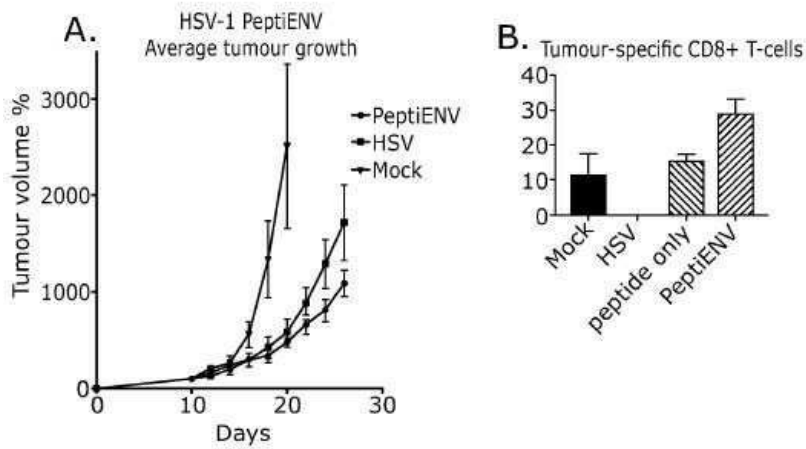 A.
HSV-1 PeptiENV
Average tumour growth
Tumour volume %
3000
2000
1000
0
0
10
20
30
Days
PeptiENV
HSV
Mock
B.
Tumour-specific CD8+ T-cells
40
30
20
10
0
Mock
HSV
peptide only
PeptiENV